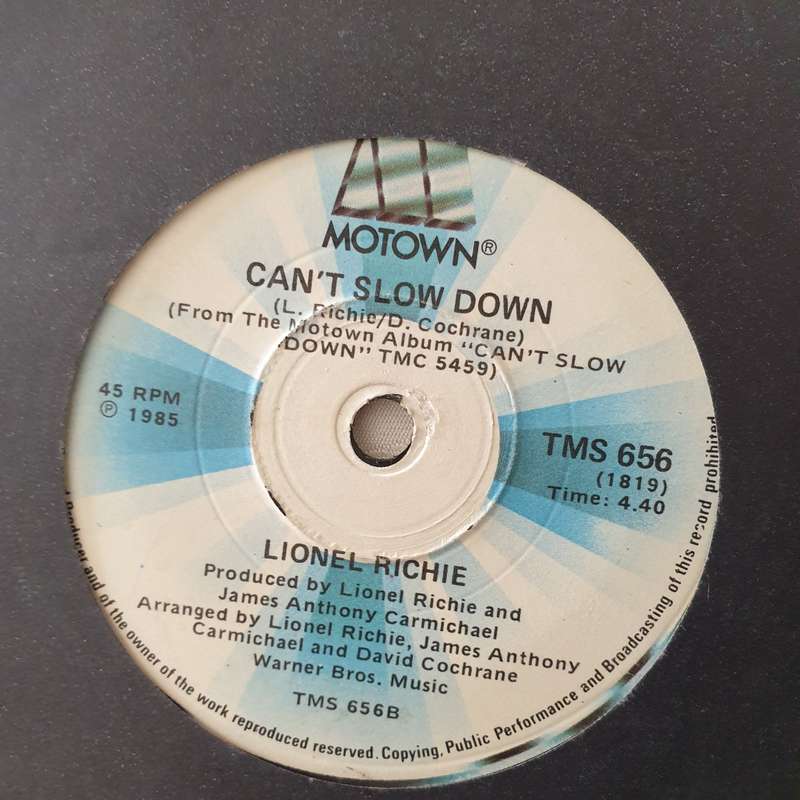 MOTOWN®
CAN'T SLOW DOWN
(L. Richie/D. Cochrane)
(From The Motown Album "CAN'T SLOW
DOWN" TMC 5459)
45 RPM
℗ 1985
TMS 656
(1819)
Time: 4.40
LIONEL RICHIE
Produced by Lionel Richie and
James Anthony Carmichael
Arranged by Lionel Richie, James Anthony
Carmichael and David Cochrane
Warner Bros. Music
TMS 656B
Producer and of the owner of the work reproduced reserved. Copying, Public Performance and Broadcasting of this record prohibited